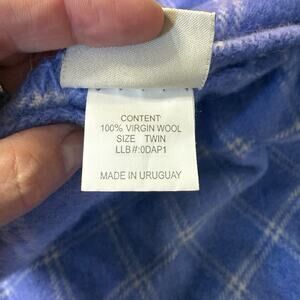 CONTENT
100% VIRGIN WOOL
SIZE TWIN
LLB#:0DAP1
MADE IN URUGUAY